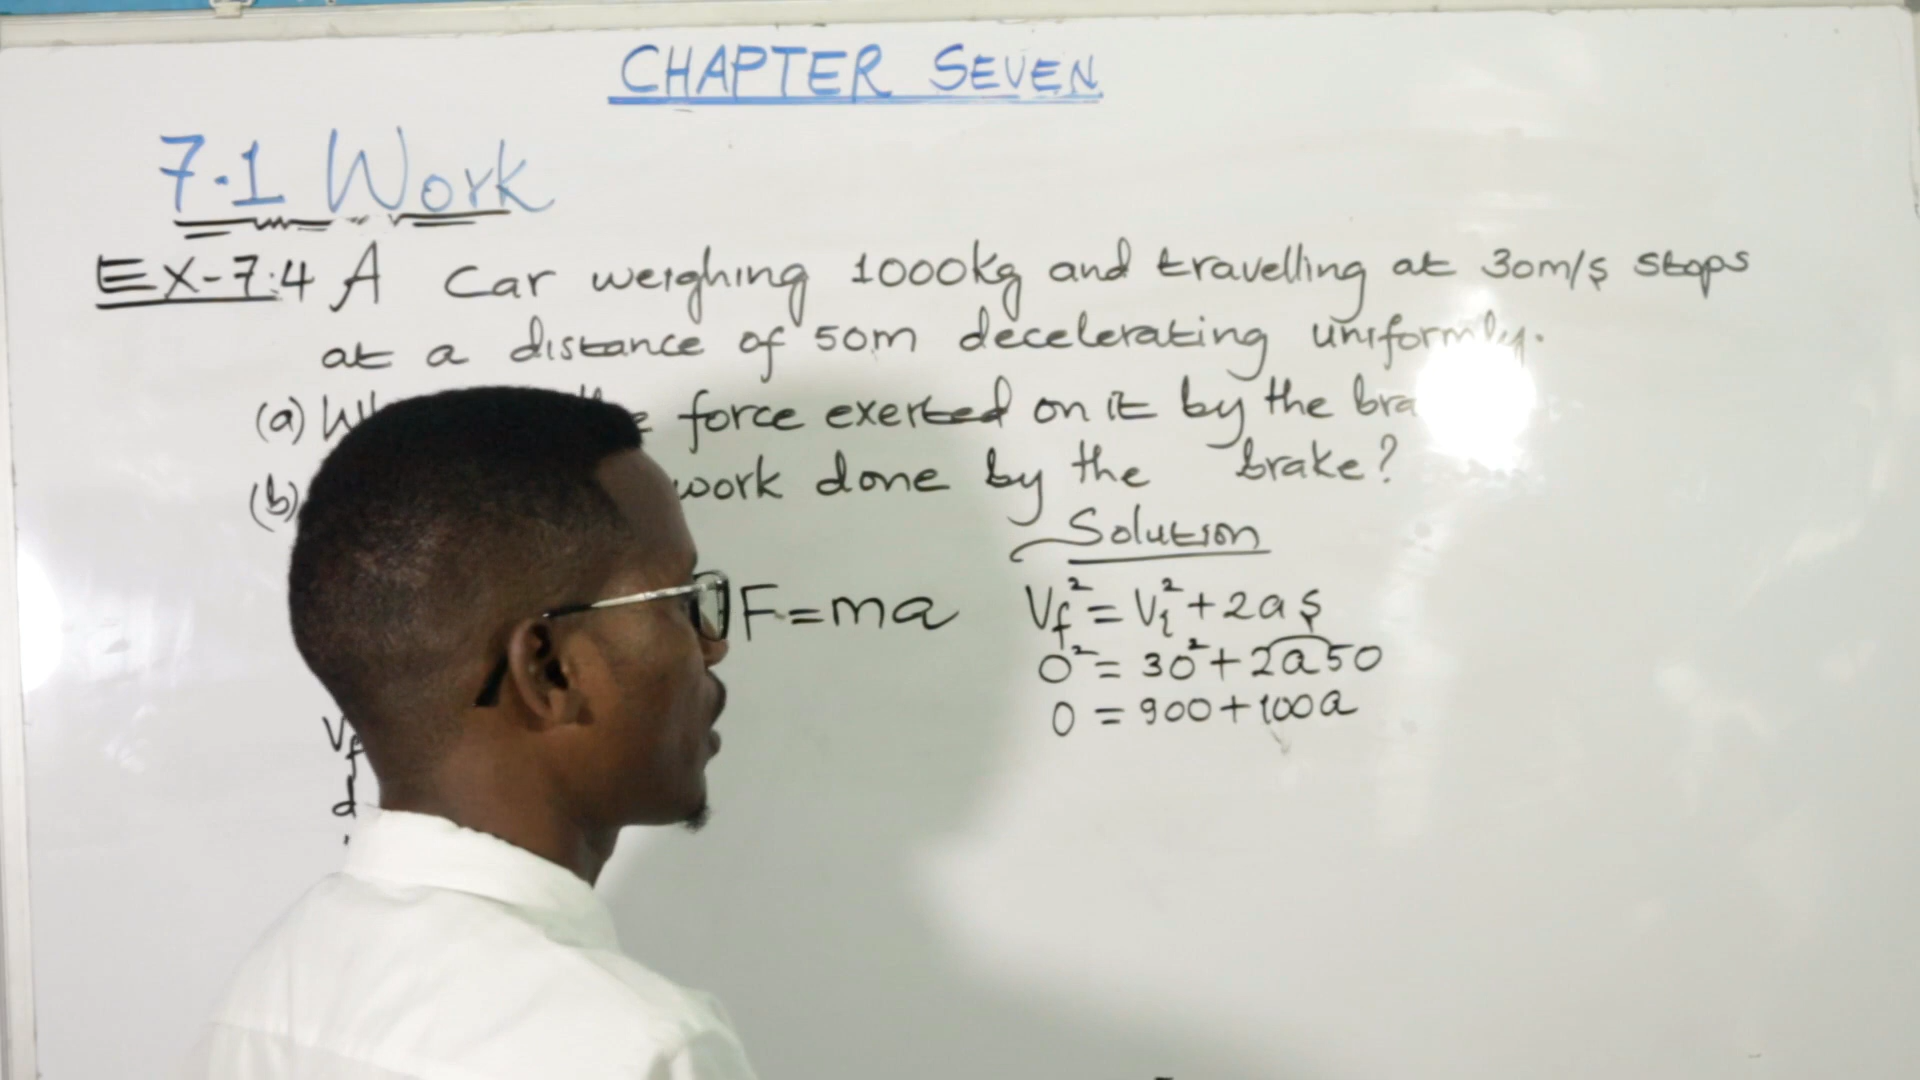 CHAPTER SEVEN
7.1 Work
Ex-7.4 A Car weighing 1000kg and travelling at 30m/s stops
at a distance of 50m decelerating uniformly.
(a) force exerted on it by the
(b) work done by the brake?
Solution
F=ma
Vf²=Vi²+2as
0²=30²+2a50
0=900+100a
Vf
d